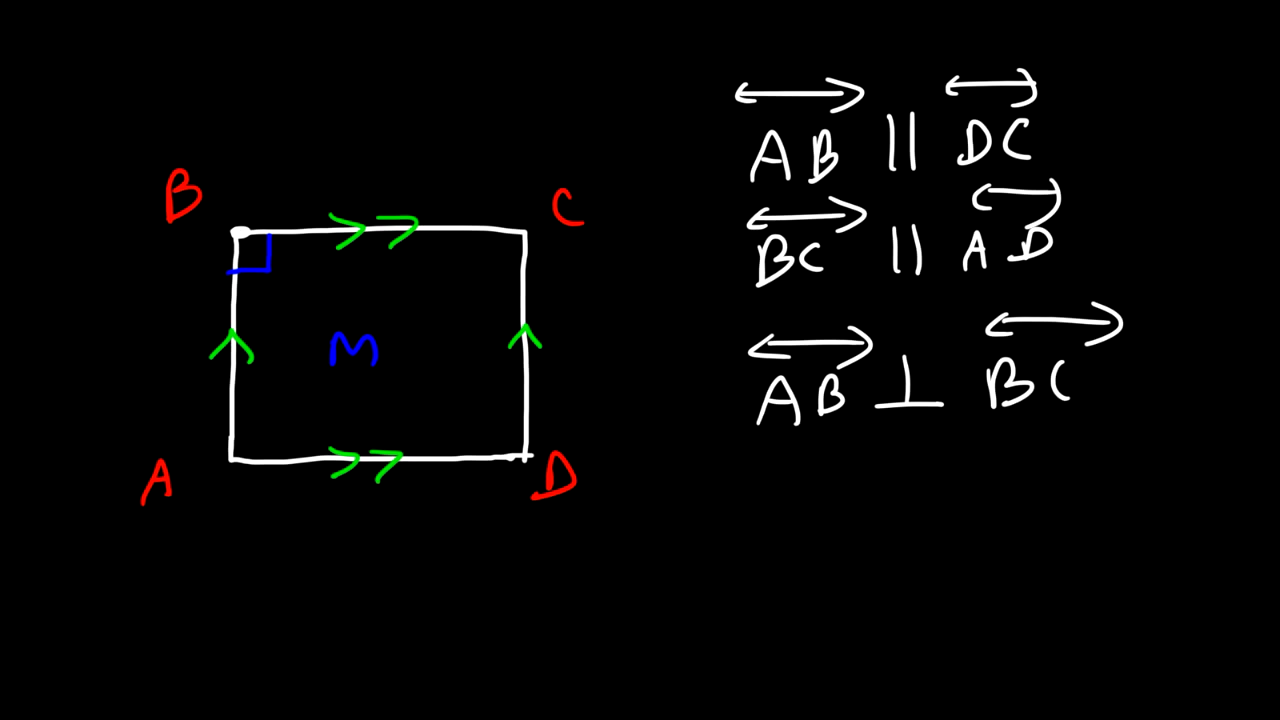 B C
M
A D
AB || DC
BC || AD
AB ⊥ BC